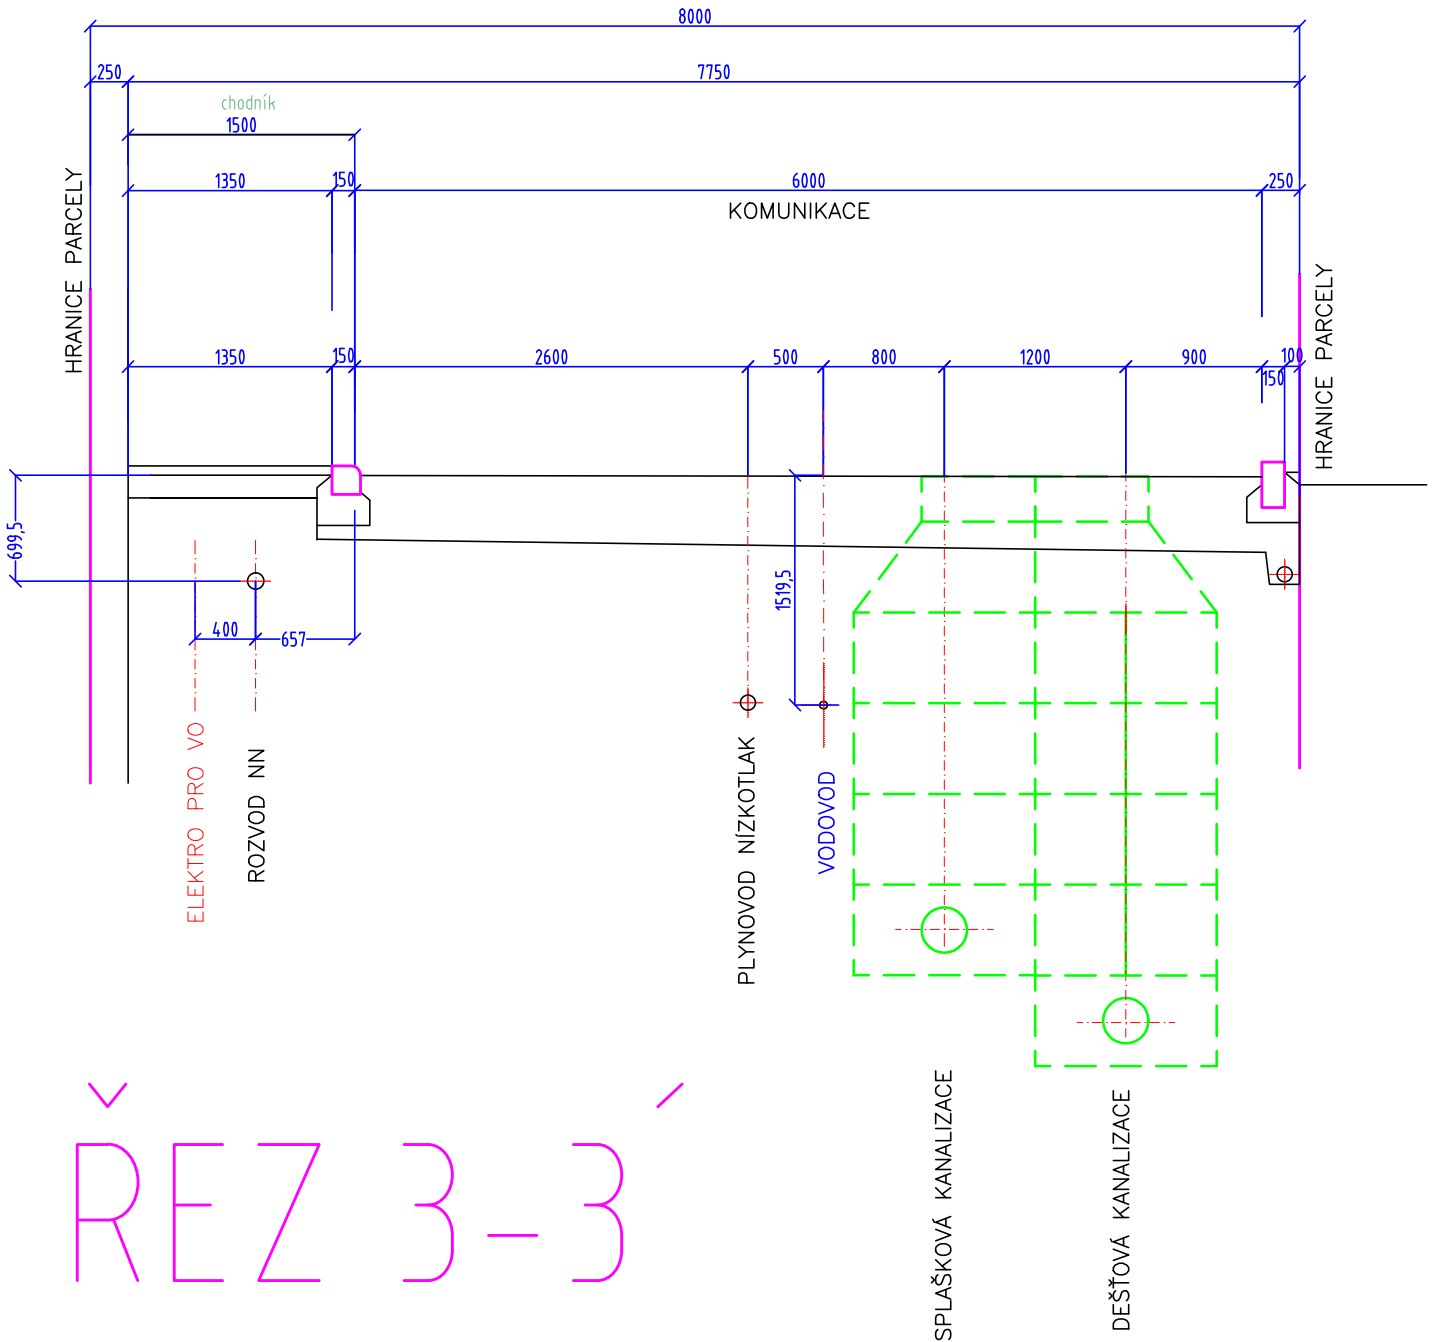 8000
250
7750
chodník
1500
1350
150
6000
250
KOMUNIKACE
HRANICE PARCELY
HRANICE PARCELY
1350
150
2600
500
800
1200
900
100
150
699,5
1519,5
400
657
ELEKTRO PRO VO
ROZVOD NN
PLYNOVOD NÍZKOTLAK
VODOVOD
SPLAŠKOVÁ KANALIZACE
DEŠŤOVÁ KANALIZACE
ŘEZ 3-3´